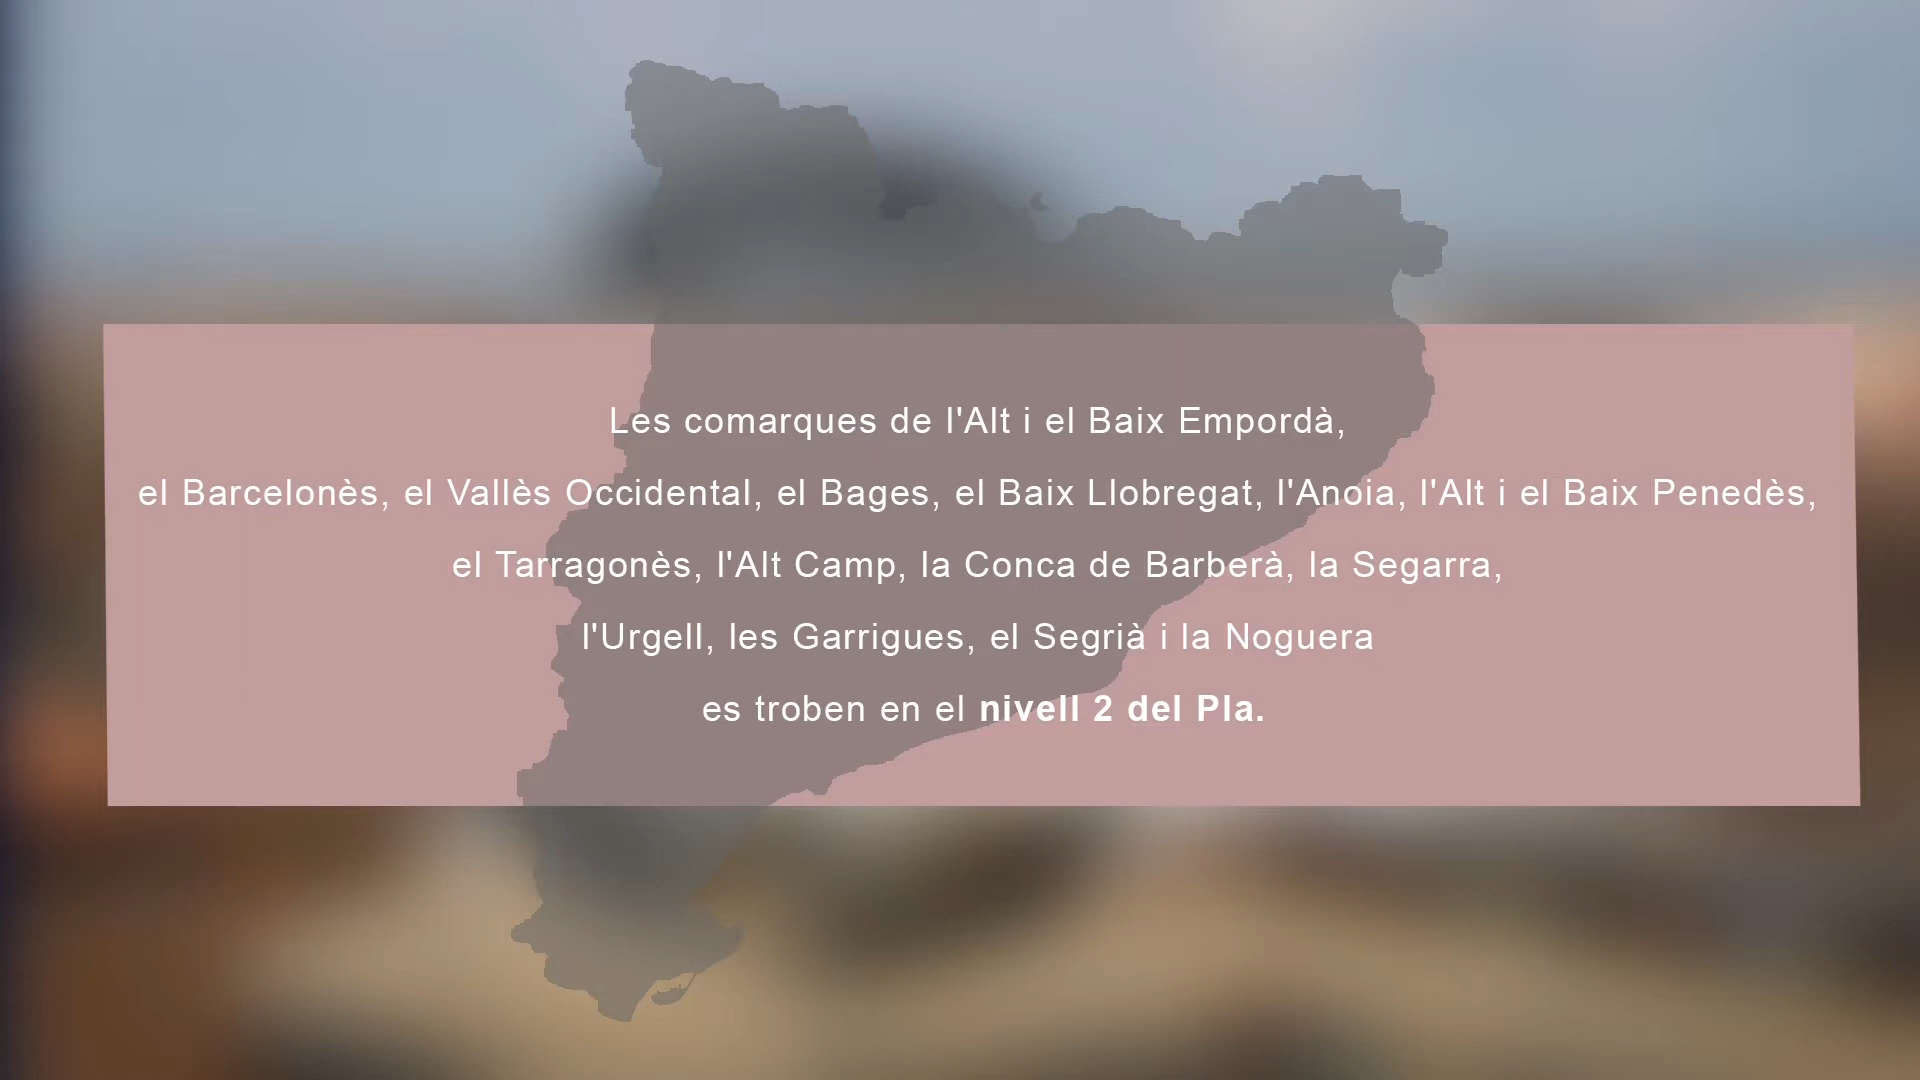 Les comarques de l'Alt i el Baix Empordà,
el Barcelonès, el Vallès Occidental, el Bages, el Baix Llobregat, l'Anoia, l'Alt i el Baix Penedès,
el Tarragonès, l'Alt Camp, la Conca de Barberà, la Segarra,
l'Urgell, les Garrigues, el Segrià i la Noguera
es troben en el nivell 2 del Pla.